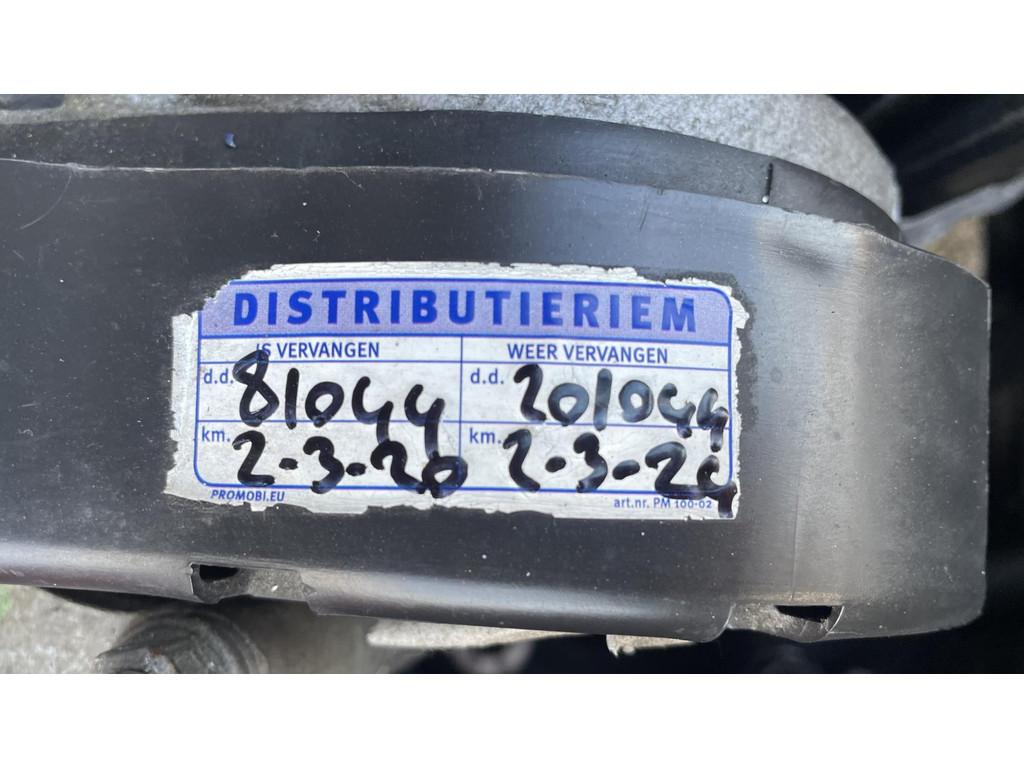 DISTRIBUTIERIEM
IS VERVANGEN WEER VERVANGEN
d.d. 81044 d.d. 201044
km. 2-3-20 km. 2-3-24
PROMOBI.EU art.nr. PM 100-02